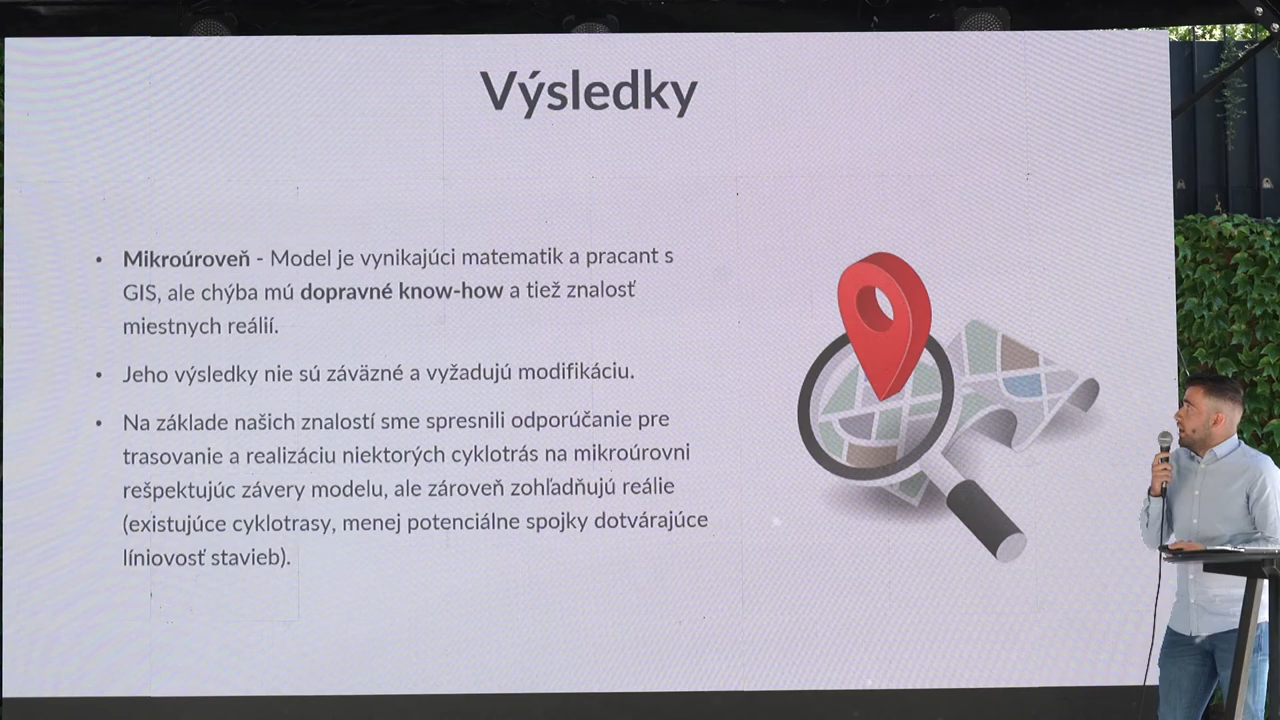 Výsledky
• Mikroúroveň - Model je vynikajúci matematik a pracant s
GIS, ale chýba mú dopravné know-how a tiež znalosť
miestnych reálií.
• Jeho výsledky nie sú záväzné a vyžadujú modifikáciu.
• Na základe našich znalostí sme spresnili odporúčanie pre
trasovanie a realizáciu niektorých cyklotrás na mikroúrovni
rešpektujúc závery modelu, ale zároveň zohľadňujú reálie
(existujúce cyklotrasy, menej potenciálne spojky dotvárajúce
líniovosť stavieb).